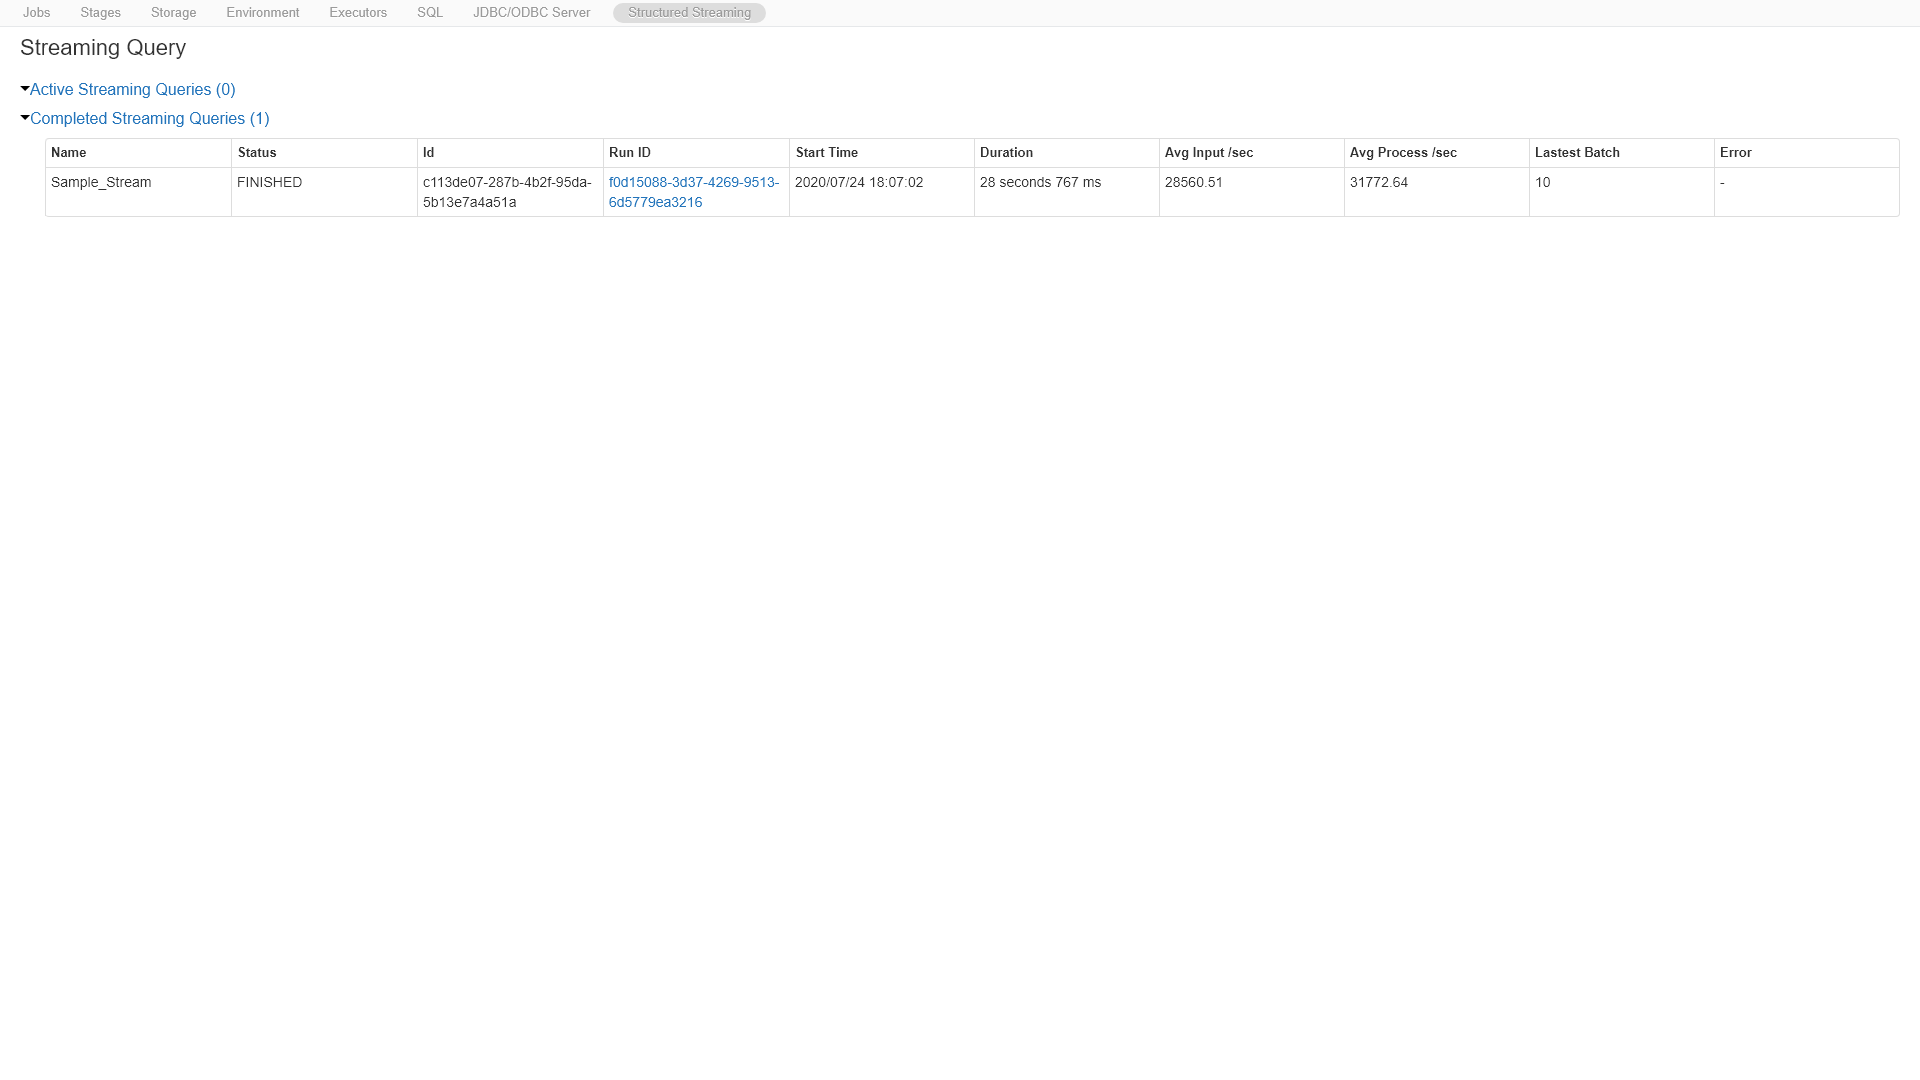 Jobs Stages Storage Environment Executors SQL JDBC/ODBC Server Structured Streaming
Streaming Query
Active Streaming Queries (0)
Completed Streaming Queries (1)
Name Status Id Run ID Start Time Duration Avg Input /sec Avg Process /sec Lastest Batch Error
Sample_Stream FINISHED c113de07-287b-4b2f-95da- f0d15088-3d37-4269-9513- 2020/07/24 18:07:02 28 seconds 767 ms 28560.51 31772.64 10 -
5b13e7a4a51a 6d5779ea3216